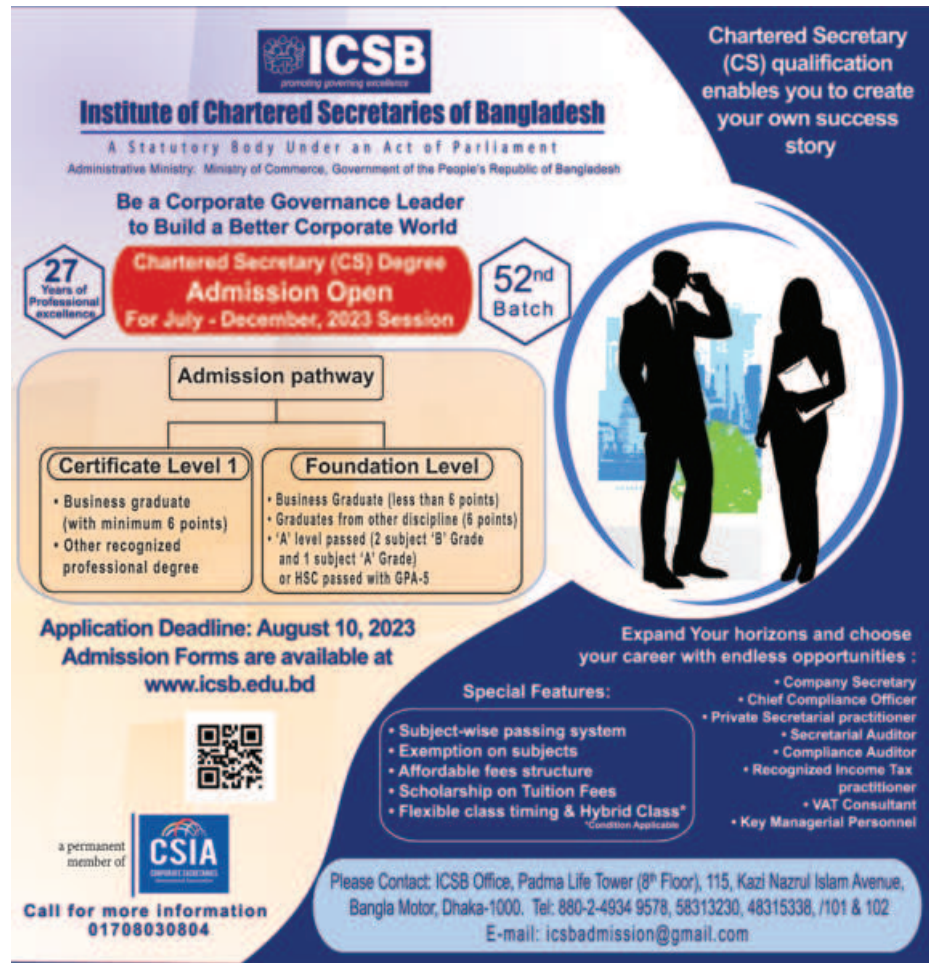 ICSB
promoting governing excellence
Institute of Chartered Secretaries of Bangladesh
A Statutory Body Under an Act of Parliament
Administrative Ministry: Ministry of Commerce, Government of the People's Republic of Bangladesh
Chartered Secretary
(CS) qualification
enables you to create
your own success
story
Be a Corporate Governance Leader
to Build a Better Corporate World
27
Years of
Professional
excellence
Chartered Secretary (CS) Degree
Admission Open
For July - December, 2023 Session
52nd
Batch
Admission pathway
Certificate Level 1
• Business graduate
(with minimum 6 points)
• Other recognized
professional degree
Foundation Level
• Business Graduate (less than 6 points)
• Graduates from other discipline (6 points)
• ‘A’ level passed (2 subject ‘B’ Grade
and 1 subject ‘A’ Grade)
or HSC passed with GPA-5
Application Deadline: August 10, 2023
Admission Forms are available at
www.icsb.edu.bd
Expand Your horizons and choose
your career with endless opportunities :
• Company Secretary
• Chief Compliance Officer
• Private Secretarial practitioner
• Secretarial Auditor
• Compliance Auditor
• Recognized Income Tax
practitioner
• VAT Consultant
• Key Managerial Personnel
Special Features:
• Subject-wise passing system
• Exemption on subjects
• Affordable fees structure
• Scholarship on Tuition Fees
• Flexible class timing & Hybrid Class*
*Condition Applicable
a permanent
member of
CSIA
CORPORATE SECRETARIES
Call for more information
01708030804
Please Contact: ICSB Office, Padma Life Tower (8th Floor), 115, Kazi Nazrul Islam Avenue,
Bangla Motor, Dhaka-1000. Tel: 880-2-4934 9578, 58313230, 48315338, /101 & 102
E-mail: icsbadmission@gmail.com